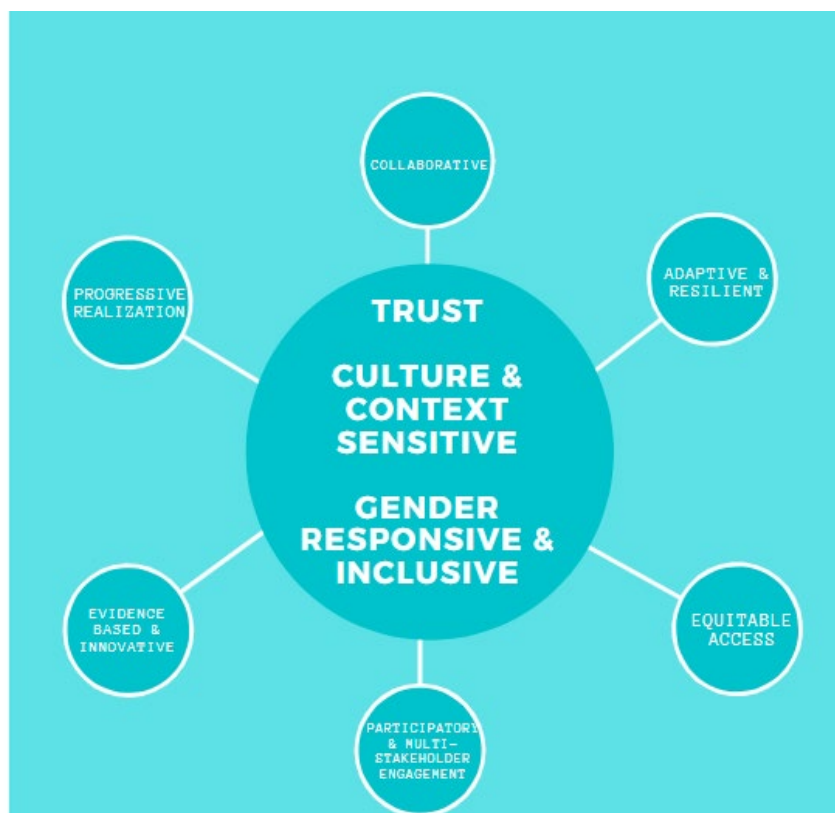 COLLABORATIVE
ADAPTIVE &
RESILIENT
PROGRESSIVE
REALIZATION
TRUST
CULTURE &
CONTEXT
SENSITIVE
GENDER
RESPONSIVE &
INCLUSIVE
EVIDENCE
BASED &
INNOVATIVE
EQUITABLE
ACCESS
PARTICIPATORY
& MULTI-
STAKEHOLDER
ENGAGEMENT